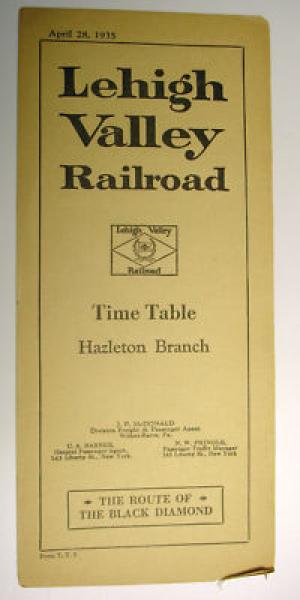 April 28, 1935
Lehigh
Valley
Railroad
Lehigh Valley
Railroad
Time Table
Hazleton Branch
J. F. McDONALD
Division Freight & Passenger Agent
Wilkes-Barre, Pa.
General Passenger Agent,
143 Liberty St., New York
N. W. PRINGLE,
Passenger Traffic Manager
143 Liberty St., New York
THE ROUTE OF
THE BLACK DIAMOND
Form T. T. 5